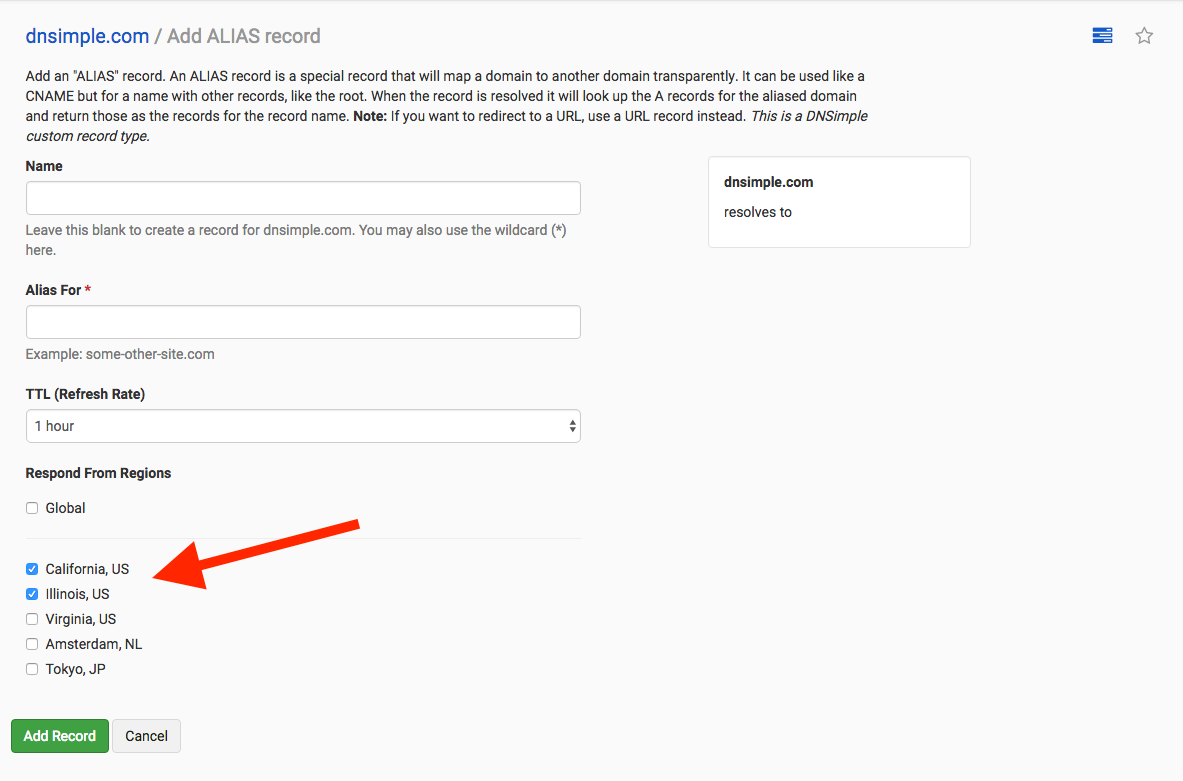 dnsimple.com / Add ALIAS record
Add an "ALIAS" record. An ALIAS record is a special record that will map a domain to another domain transparently. It can be used like a
CNAME but for a name with other records, like the root. When the record is resolved it will look up the A records for the aliased domain
and return those as the records for the record name. Note: If you want to redirect to a URL, use a URL record instead. This is a DNSimple
custom record type.
Name
Leave this blank to create a record for dnsimple.com. You may also use the wildcard (*)
here.
dnsimple.com
resolves to
Alias For *
Example: some-other-site.com
TTL (Refresh Rate)
1 hour
Respond From Regions
Global
California, US
Illinois, US
Virginia, US
Amsterdam, NL
Tokyo, JP
Add Record
Cancel